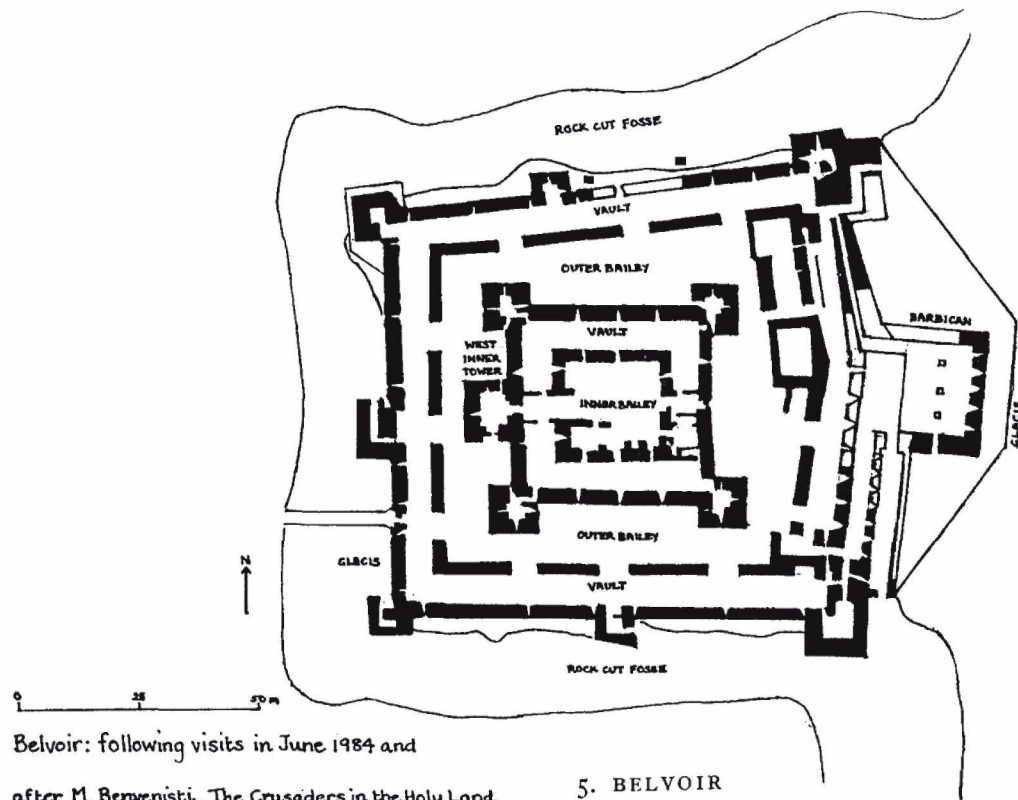 ROCK CUT FOSSE
VAULT
OUTER BAILEY
VAULT
BARBICAN
WEST
INNER
TOWER
INNER BAILEY
GLACIS
OUTER BAILEY
N
GLACIS
VAULT
ROCK CUT FOSSE
0 25 50 m
Belvoir: following visits in June 1984 and
after M. Benvenisti, The Crusaders in the Holy Land.
5. BELVOIR